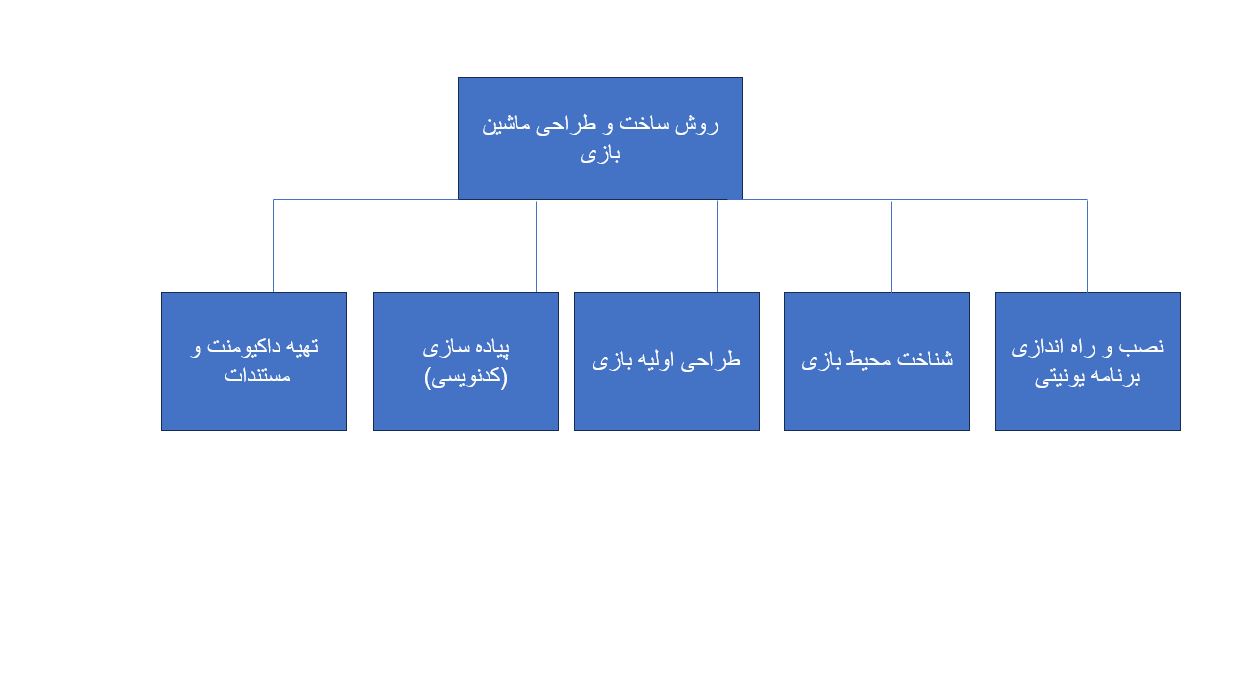 روش ساخت و طراحی ماشین
بازی
نصب و راه اندازی
برنامه یونیتی
شناخت محیط بازی
طراحی اولیه بازی
پیاده سازی
(کدنویسی)
تهیه داکیومنت و
مستندات